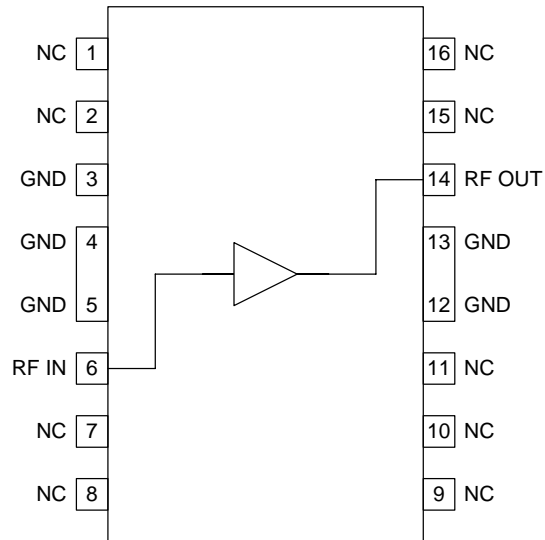 NC 1 16 NC
NC 2 15 NC
GND 3 14 RF OUT
GND 4 13 GND
GND 5 12 GND
RF IN 6 11 NC
NC 7 10 NC
NC 8 9 NC